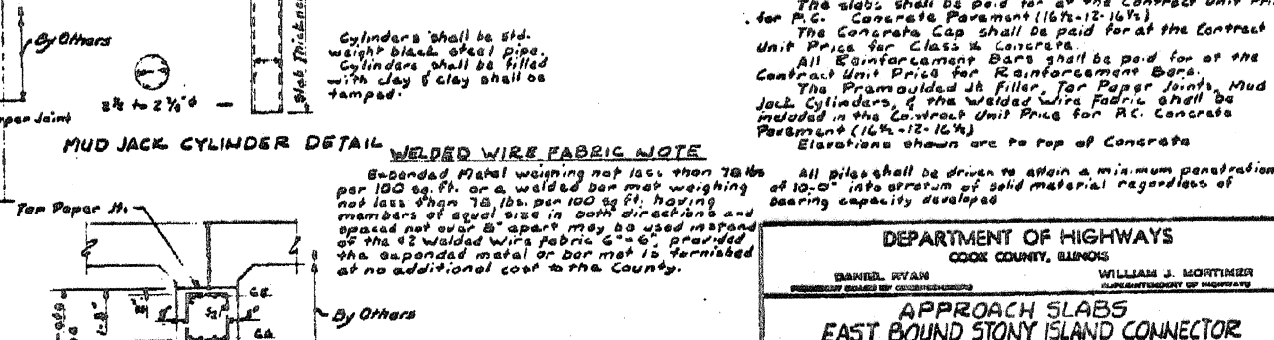 By Others
Slab Thickness
2½ to 2⅞"ø
Paper Joint
MUD JACK CYLINDER DETAIL
Cylinders shall be std.
weight black steel pipe.
Cylinders shall be filled
with clay & clay shall be
tamped.
WELDED WIRE FABRIC NOTE
Expanded Metal weighing not less than 78 lbs
per 100 sq. ft. or a welded bar mat weighing
not less than 78 lbs. per 100 sq ft. having
members of equal size in both directions and
spaced not over 8" apart may be used instead
of the #2 Welded Wire fabric 6"=6", provided
the expanded metal or bar mat is furnished
at no additional cost to the County.
Tar Paper Jt.
By Others
The slabs shall be paid for at the Contract Unit Pri
for P.C. Concrete Pavement (16½-12-16½)
The Concrete Cap shall be paid for at the Contract
Unit Price for Class X Concrete.
All Reinforcement Bars shall be paid for at the
Contract Unit Price for Reinforcement Bars.
The Premoulded Jt. Filler, Tar Paper Joints, Mud
Jack Cylinders, & the Welded Wire Fabric shall be
included in the Contract Unit Price for P.C. Concrete
Pavement (16½-12-16½)
Elevations shown are to top of Concrete
All piles shall be driven to attain a minimum penetration
of 10'-0" into stratum of solid material regardless of
bearing capacity developed
DEPARTMENT OF HIGHWAYS
COOK COUNTY, ILLINOIS
DANIEL RYAN WILLIAM J. MORTIMER
SUPERINTENDENT OF HIGHWAYS
APPROACH SLABS
EAST BOUND STONY ISLAND CONNECTOR